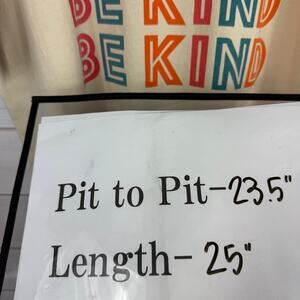 BE KIND
BE KIND
Pit to Pit-23.5"
Length- 25"